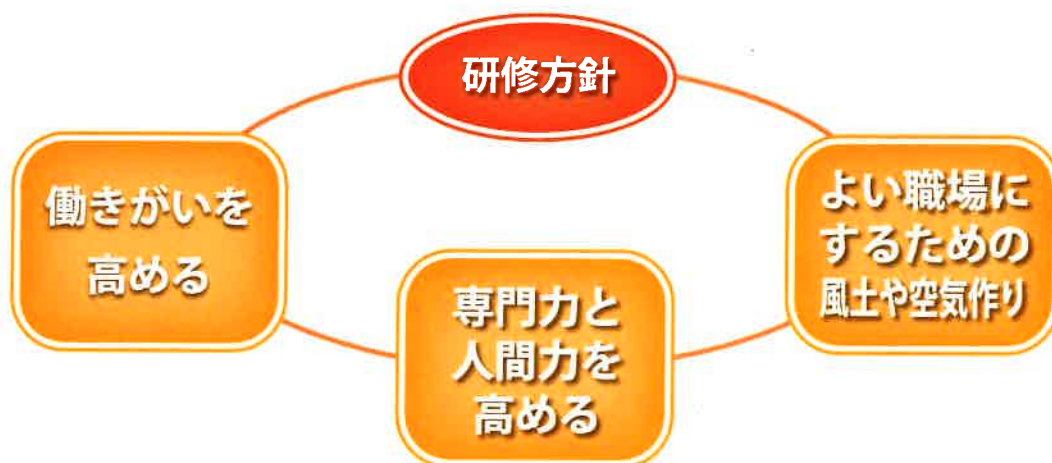 研修方針
働きがいを
高める
専門力と
人間力を
高める
よい職場に
するための
風土や空気作り